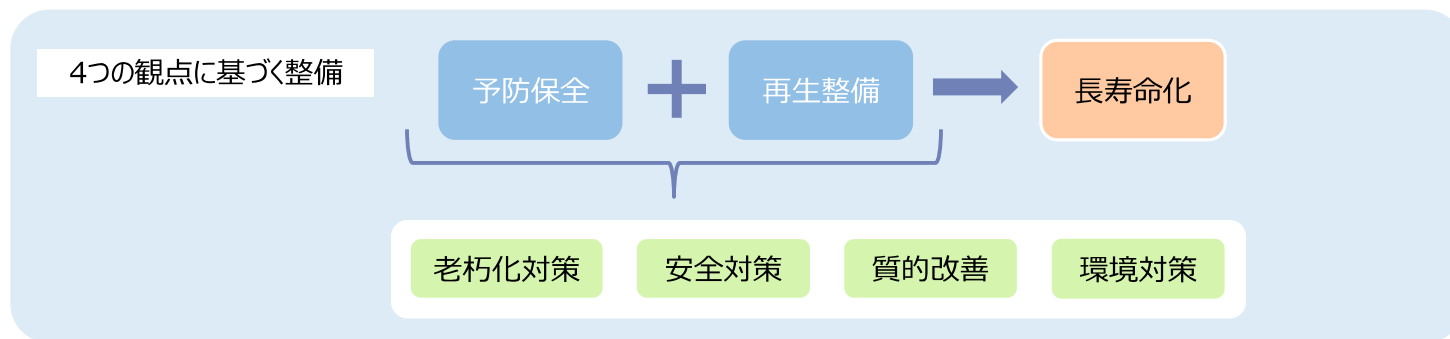 4つの観点に基づく整備
予防保全
再生整備
長寿命化
老朽化対策
安全対策
質的改善
環境対策